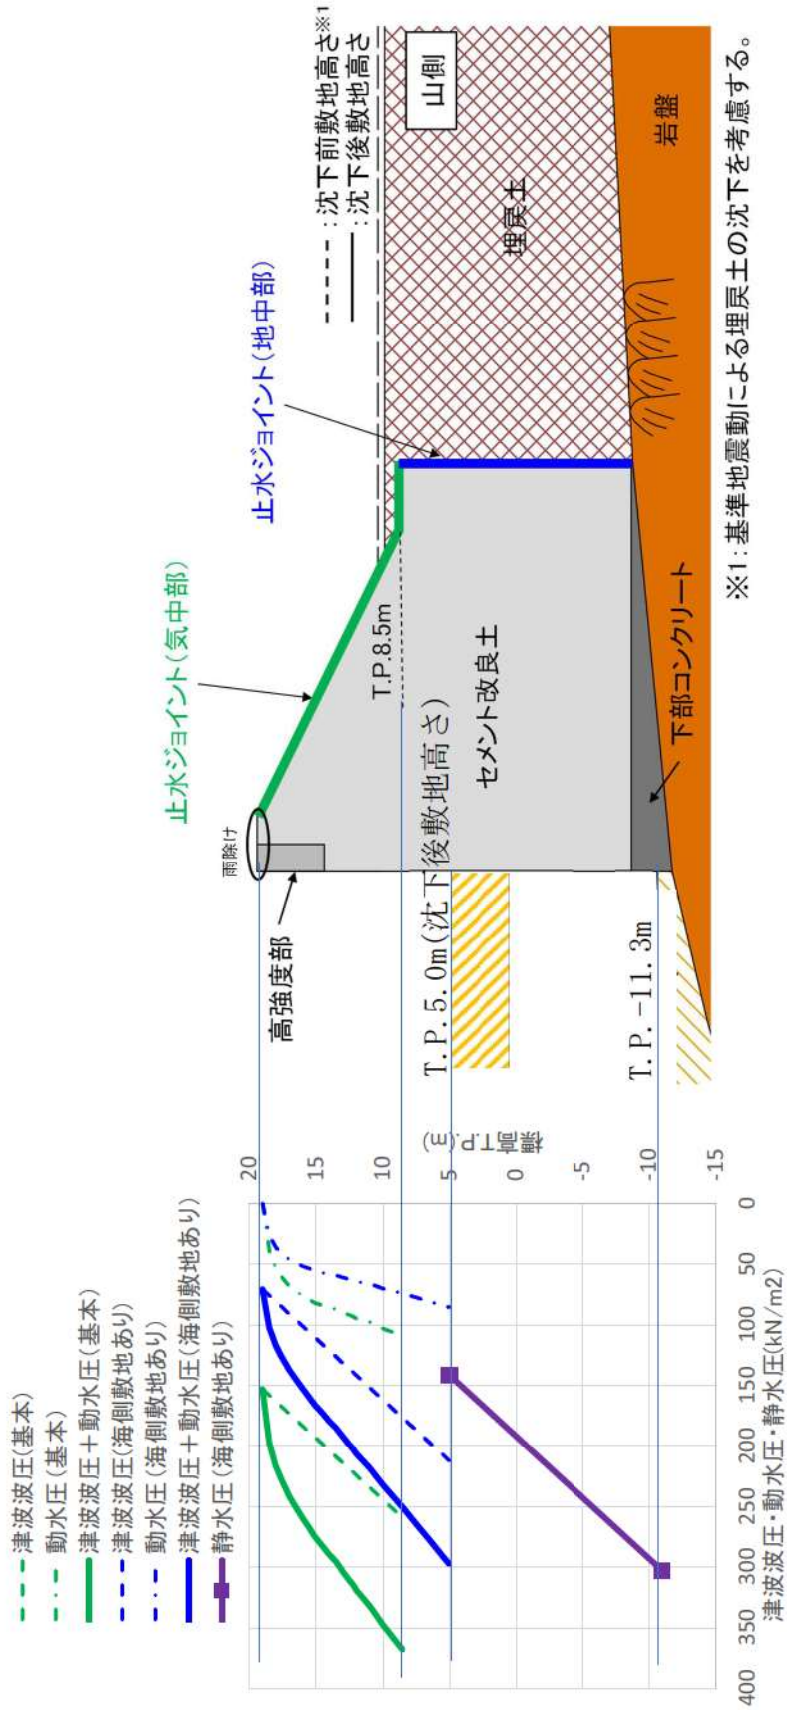 津波波圧(基本)
動水圧(基本)
津波波圧+動水圧(基本)
津波波圧(海側敷地あり)
動水圧(海側敷地あり)
津波波圧+動水圧(海側敷地あり)
静水圧(海側敷地あり)
標高T.P.(m)
20
15
10
5
0
-5
-10
-15
400
350
300
250
200
150
100
50
0
津波波圧・動水圧・静水圧(kN/m2)
止水ジョイント(気中部)
止水ジョイント(地中部)
:沈下前敷地高さ※1
:沈下後敷地高さ
雨除け
高強度部
山側
T.P.8.5m
T.P.5.0m(沈下後敷地高さ)
セメント改良土
埋戻土
T.P.-11.3m
下部コンクリート
岩盤
※1:基準地震動による埋戻土の沈下を考慮する。